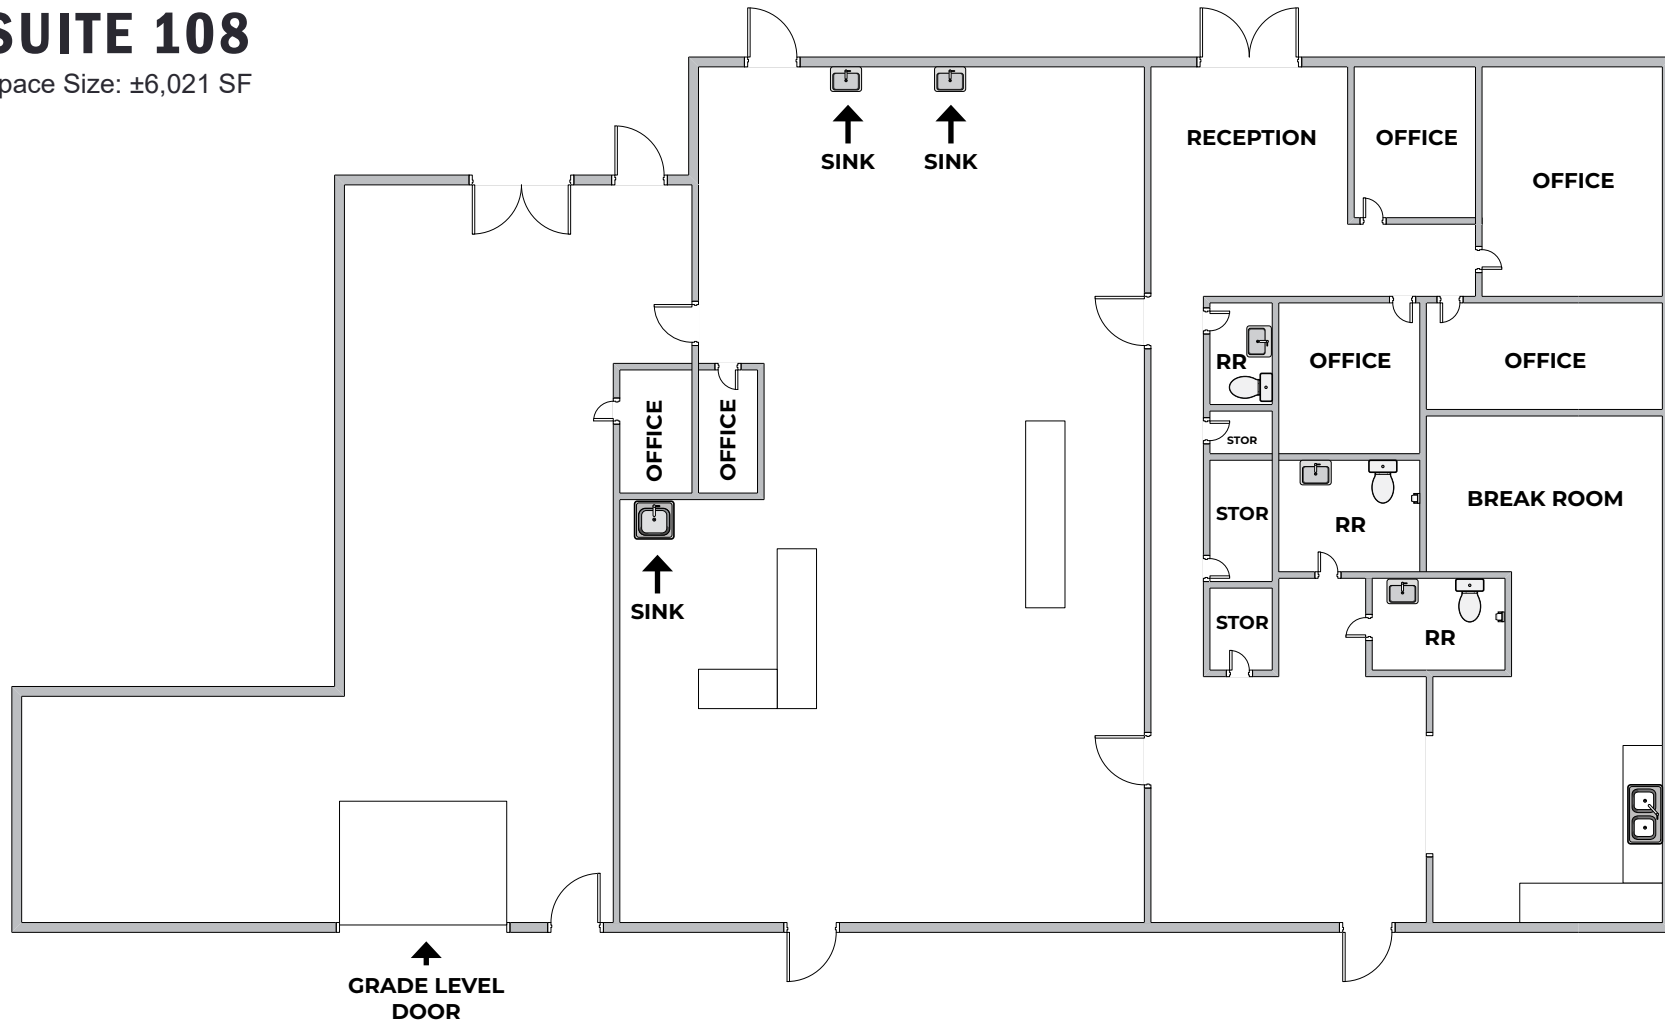 SUITE 108
pace Size: ±6,021 SF
SINK
SINK
RECEPTION
OFFICE
OFFICE
RR
OFFICE
OFFICE
OFFICE
OFFICE
STOR
BREAK ROOM
STOR
RR
SINK
STOR
RR
GRADE LEVEL
DOOR